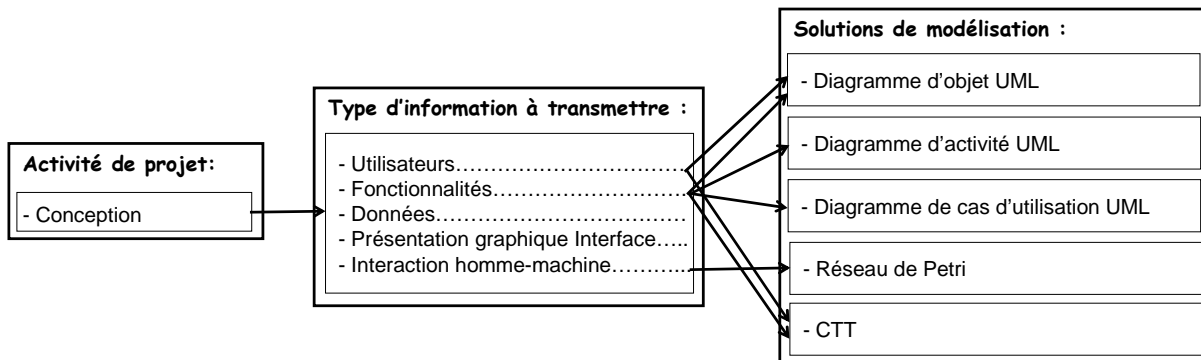 Activité de projet:
- Conception
Type d’information à transmettre :
- Utilisateurs……………………………………
- Fonctionnalités………………………………
- Données……………………………………
- Présentation graphique Interface…..
- Interaction homme-machine………...
Solutions de modélisation :
- Diagramme d’objet UML
- Diagramme d’activité UML
- Diagramme de cas d’utilisation UML
- Réseau de Petri
- CTT